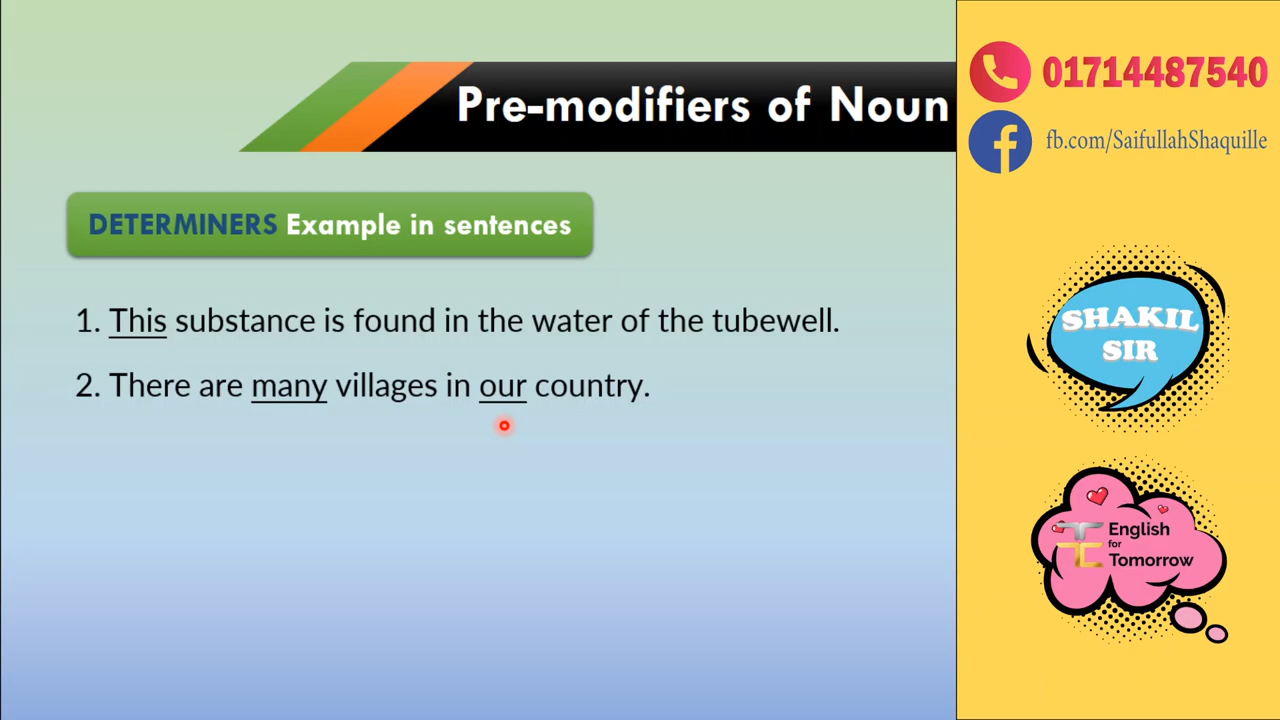 Pre-modifiers of Noun
01714487540
fb.com/SaifullahShaquille
DETERMINERS Example in sentences
1. This substance is found in the water of the tubewell.
2. There are many villages in our country.
SHAKIL
SIR
English
for
Tomorrow